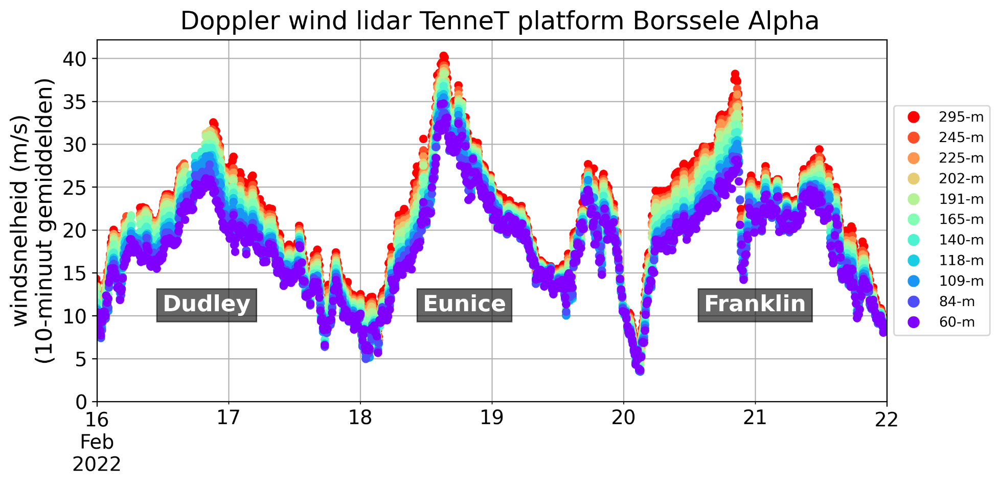 Doppler wind lidar TenneT platform Borssele Alpha
windsnelheid (m/s)
(10-minuut gemiddelden)
40
35
30
25
20
15
10
5
0
Dudley
Eunice
Franklin
16
Feb
2022
17
18
19
20
21
22
295-m
245-m
225-m
202-m
191-m
165-m
140-m
118-m
109-m
84-m
60-m